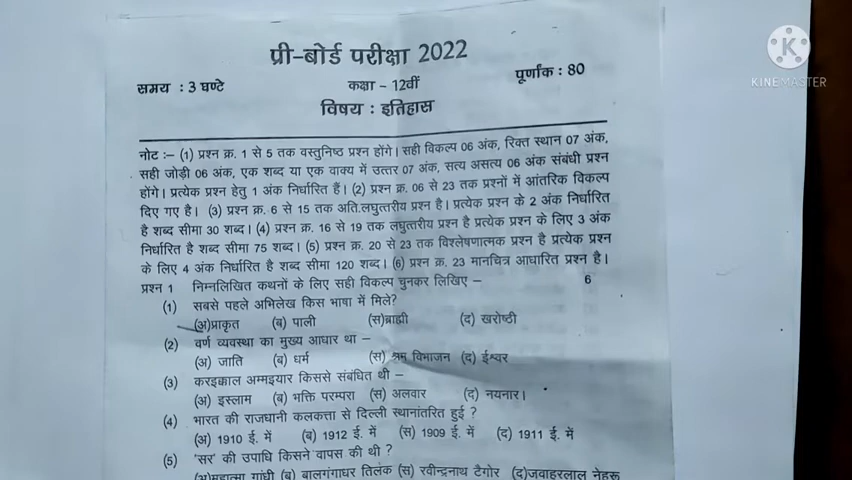 प्री-बोर्ड परीक्षा 2022
समय : 3 घण्टे कक्षा - 12वीं पूर्णांक : 80
विषय : इतिहास
नोट :- (1) प्रश्न क्र. 1 से 5 तक वस्तुनिष्ठ प्रश्न होंगे। सही विकल्प 06 अंक, रिक्त स्थान 07 अंक,
सही जोड़ी 06 अंक, एक शब्द या एक वाक्य में उत्तर 07 अंक, सत्य असत्य 06 अंक संबंधी प्रश्न
होंगे। प्रत्येक प्रश्न हेतु 1 अंक निर्धारित हैं। (2) प्रश्न क्र. 06 से 23 तक प्रश्नों में आंतरिक विकल्प
दिए गए है। (3) प्रश्न क्र. 6 से 15 तक अति.लघुत्तरीय प्रश्न है। प्रत्येक प्रश्न के 2 अंक निर्धारित
है शब्द सीमा 30 शब्द। (4) प्रश्न क्र. 16 से 19 तक लघुत्तरीय प्रश्न है प्रत्येक प्रश्न के लिए 3 अंक
निर्धारित है शब्द सीमा 75 शब्द। (5) प्रश्न क्र. 20 से 23 तक विश्लेषणात्मक प्रश्न है प्रत्येक प्रश्न
के लिए 4 अंक निर्धारित है शब्द सीमा 120 शब्द। (6) प्रश्न क्र. 23 मानचित्र आधारित प्रश्न है।
प्रश्न 1 निम्नलिखित कथनों के लिए सही विकल्प चुनकर लिखिए - 6
(1) सबसे पहले अभिलेख किस भाषा में मिले?
(अ)प्राकृत (ब) पाली (स)ब्राह्मी (द) खरोष्ठी
(2) वर्ण व्यवस्था का मुख्य आधार था -
(अ) जाति (ब) धर्म (स) श्रम विभाजन (द) ईश्वर
(3) करइक्काल अम्मइयार किससे संबंधित थी -
(अ) इस्लाम (ब) भक्ति परम्परा (स) अलवार (द) नयनार।
(4) भारत की राजधानी कलकत्ता से दिल्ली स्थानांतरित हुई ?
(अ) 1910 ई. में (ब) 1912 ई. में (स) 1909 ई. में (द) 1911 ई. में
(5) 'सर' की उपाधि किसने वापस की थी ?
(अ)महात्मा गांधी (ब) बालगंगाधर तिलंक (स) रवीन्द्रनाथ टैगोर (द)जवाहरलाल नेहरू
KINEMASTER